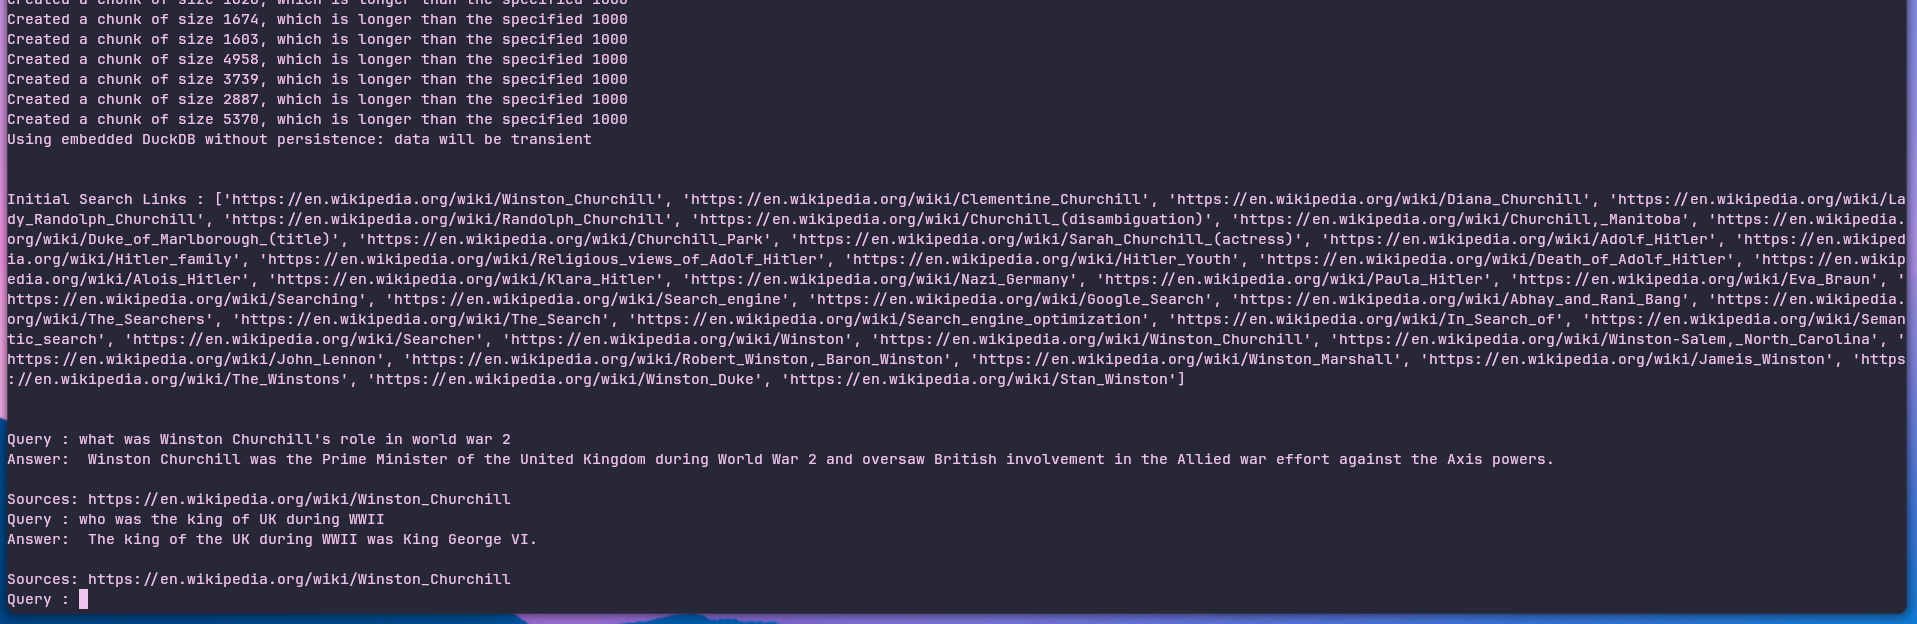 Created a chunk of size 1626, which is longer than the specified 1000
Created a chunk of size 1674, which is longer than the specified 1000
Created a chunk of size 1603, which is longer than the specified 1000
Created a chunk of size 4958, which is longer than the specified 1000
Created a chunk of size 3739, which is longer than the specified 1000
Created a chunk of size 2887, which is longer than the specified 1000
Created a chunk of size 5370, which is longer than the specified 1000
Using embedded DuckDB without persistence: data will be transient
Initial Search Links : ['https://en.wikipedia.org/wiki/Winston_Churchill', 'https://en.wikipedia.org/wiki/Clementine_Churchill', 'https://en.wikipedia.org/wiki/Diana_Churchill', 'https://en.wikipedia.org/wiki/La
dy_Randolph_Churchill', 'https://en.wikipedia.org/wiki/Randolph_Churchill', 'https://en.wikipedia.org/wiki/Churchill_(disambiguation)', 'https://en.wikipedia.org/wiki/Churchill,_Manitoba', 'https://en.wikipedia.
org/wiki/Duke_of_Marlborough_(title)', 'https://en.wikipedia.org/wiki/Churchill_Park', 'https://en.wikipedia.org/wiki/Sarah_Churchill_(actress)', 'https://en.wikipedia.org/wiki/Adolf_Hitler', 'https://en.wikiped
ia.org/wiki/Hitler_family', 'https://en.wikipedia.org/wiki/Religious_views_of_Adolf_Hitler', 'https://en.wikipedia.org/wiki/Hitler_Youth', 'https://en.wikipedia.org/wiki/Death_of_Adolf_Hitler', 'https://en.wikip
edia.org/wiki/Alois_Hitler', 'https://en.wikipedia.org/wiki/Klara_Hitler', 'https://en.wikipedia.org/wiki/Nazi_Germany', 'https://en.wikipedia.org/wiki/Paula_Hitler', 'https://en.wikipedia.org/wiki/Eva_Braun', '
https://en.wikipedia.org/wiki/Searching', 'https://en.wikipedia.org/wiki/Search_engine', 'https://en.wikipedia.org/wiki/Google_Search', 'https://en.wikipedia.org/wiki/Abhay_and_Rani_Bang', 'https://en.wikipedia.
org/wiki/The_Searchers', 'https://en.wikipedia.org/wiki/The_Search', 'https://en.wikipedia.org/wiki/Search_engine_optimization', 'https://en.wikipedia.org/wiki/In_Search_of', 'https://en.wikipedia.org/wiki/Seman
tic_search', 'https://en.wikipedia.org/wiki/Searcher', 'https://en.wikipedia.org/wiki/Winston', 'https://en.wikipedia.org/wiki/Winston_Churchill', 'https://en.wikipedia.org/wiki/Winston-Salem,_North_Carolina', '
https://en.wikipedia.org/wiki/John_Lennon', 'https://en.wikipedia.org/wiki/Robert_Winston,_Baron_Winston', 'https://en.wikipedia.org/wiki/Winston_Marshall', 'https://en.wikipedia.org/wiki/Jameis_Winston', 'https
://en.wikipedia.org/wiki/The_Winstons', 'https://en.wikipedia.org/wiki/Winston_Duke', 'https://en.wikipedia.org/wiki/Stan_Winston']
Query : what was Winston Churchill's role in world war 2
Answer:  Winston Churchill was the Prime Minister of the United Kingdom during World War 2 and oversaw British involvement in the Allied war effort against the Axis powers.
Sources: https://en.wikipedia.org/wiki/Winston_Churchill
Query : who was the king of UK during WWII
Answer:  The king of the UK during WWII was King George VI.
Sources: https://en.wikipedia.org/wiki/Winston_Churchill
Query :